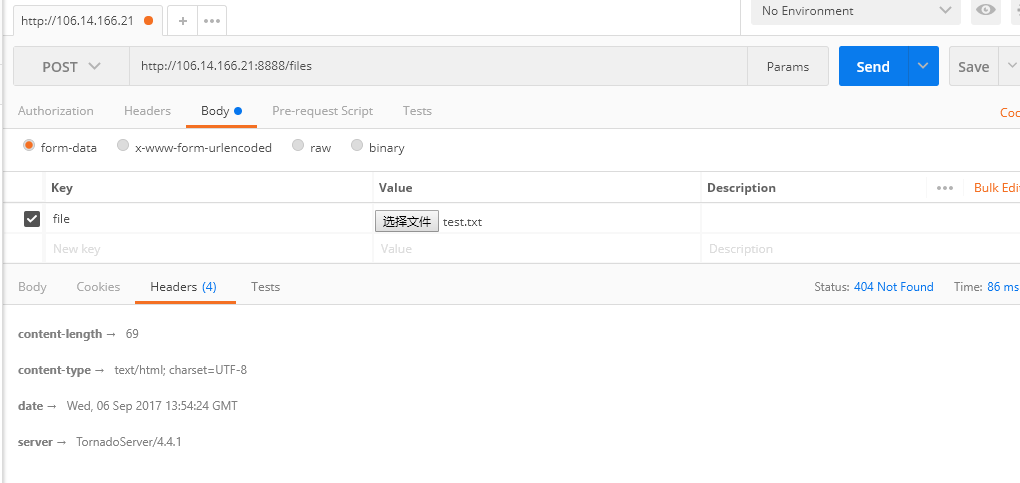 http://106.14.166.21 + ••• No Environment
POST http://106.14.166.21:8888/files Params Send Save
Authorization Headers Body Pre-request Script Tests
form-data x-www-form-urlencoded raw binary
Key Value Description ••• Bulk Edi
file 选择文件 test.txt
New key Value Description
Body Cookies Headers (4) Tests Status: 404 Not Found Time: 86 ms
content-length → 69
content-type → text/html; charset=UTF-8
date → Wed, 06 Sep 2017 13:54:24 GMT
server → TornadoServer/4.4.1